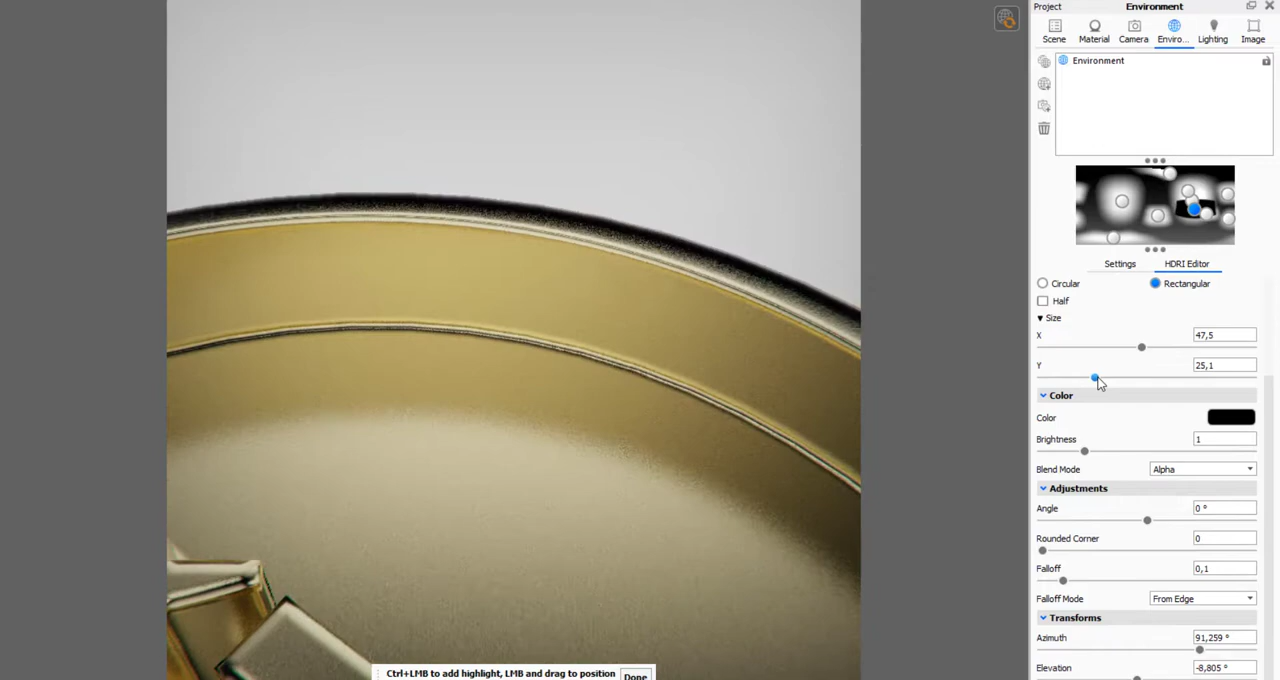 Project
Environment
Scene Material Camera Enviro... Lighting Image
Environment
Settings HDRI Editor
Circular Rectangular
Half
Size
X 47,5
Y 25,1
Color
Color
Brightness 1
Blend Mode Alpha
Adjustments
Angle 0 °
Rounded Corner 0
Falloff 0,1
Falloff Mode From Edge
Transforms
Azimuth 91,259 °
Elevation -8,805 °
Ctrl+LMB to add highlight, LMB and drag to position Done